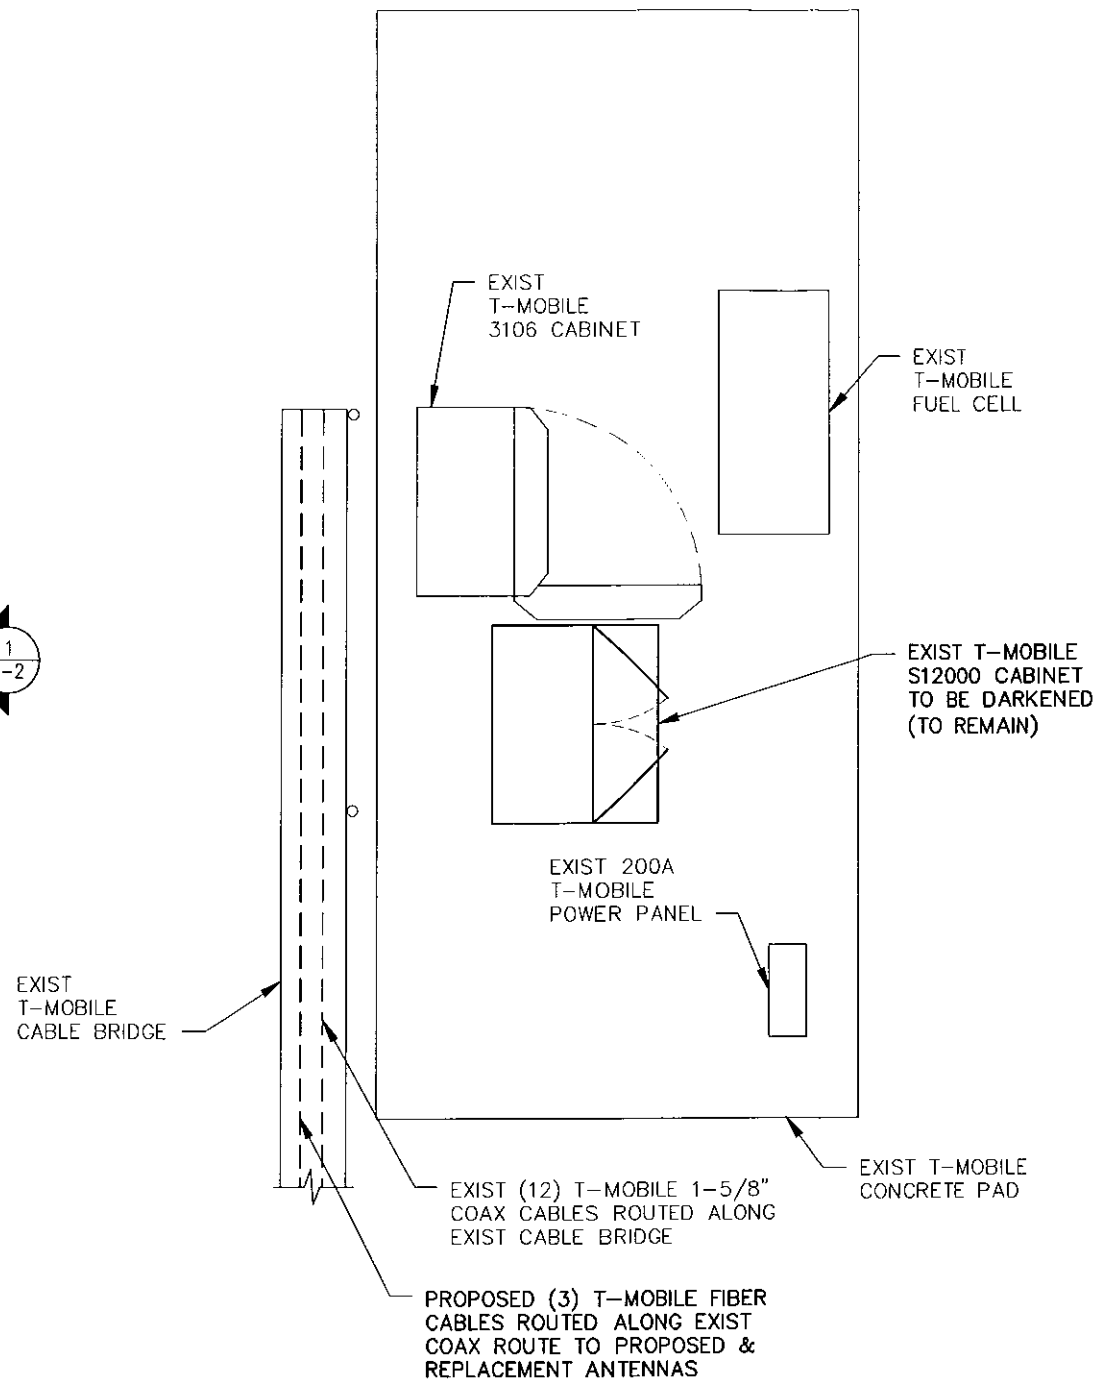 EXIST
T-MOBILE
3106 CABINET
EXIST
T-MOBILE
FUEL CELL
1
-2
EXIST T-MOBILE
S12000 CABINET
TO BE DARKENED
(TO REMAIN)
EXIST 200A
T-MOBILE
POWER PANEL
EXIST
T-MOBILE
CABLE BRIDGE
EXIST T-MOBILE
CONCRETE PAD
EXIST (12) T-MOBILE 1-5/8"
COAX CABLES ROUTED ALONG
EXIST CABLE BRIDGE
PROPOSED (3) T-MOBILE FIBER
CABLES ROUTED ALONG EXIST
COAX ROUTE TO PROPOSED &
REPLACEMENT ANTENNAS